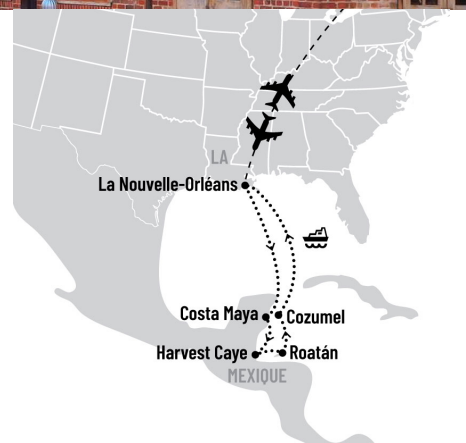 LA
La Nouvelle-Orléans
Costa Maya
Cozumel
Harvest Caye
Roatán
MEXIQUE